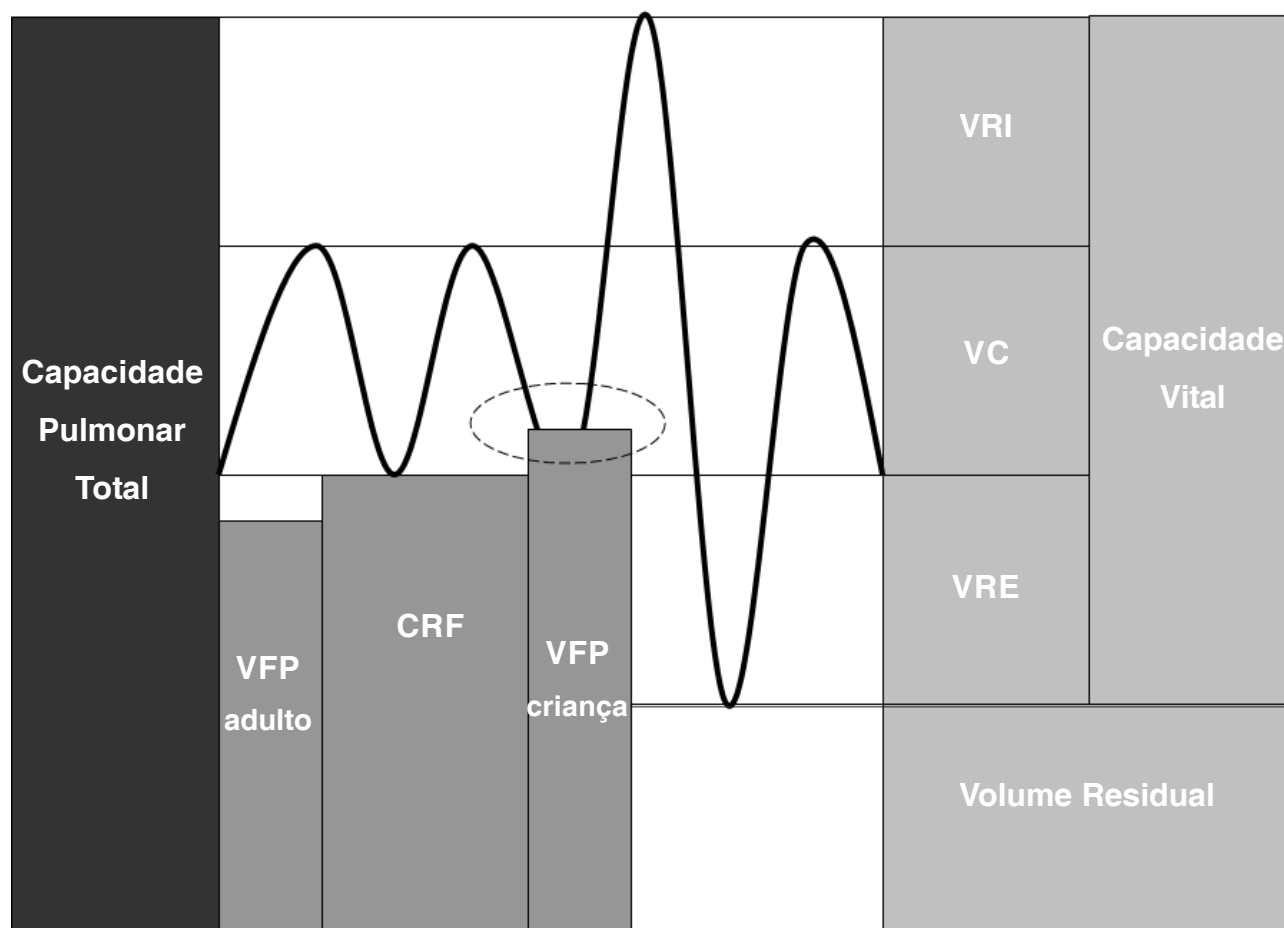 Capacidade
Pulmonar
Total
VFP
adulto
CRF
VFP
criança
VRI
VC
VRE
Capacidade
Vital
Volume Residual